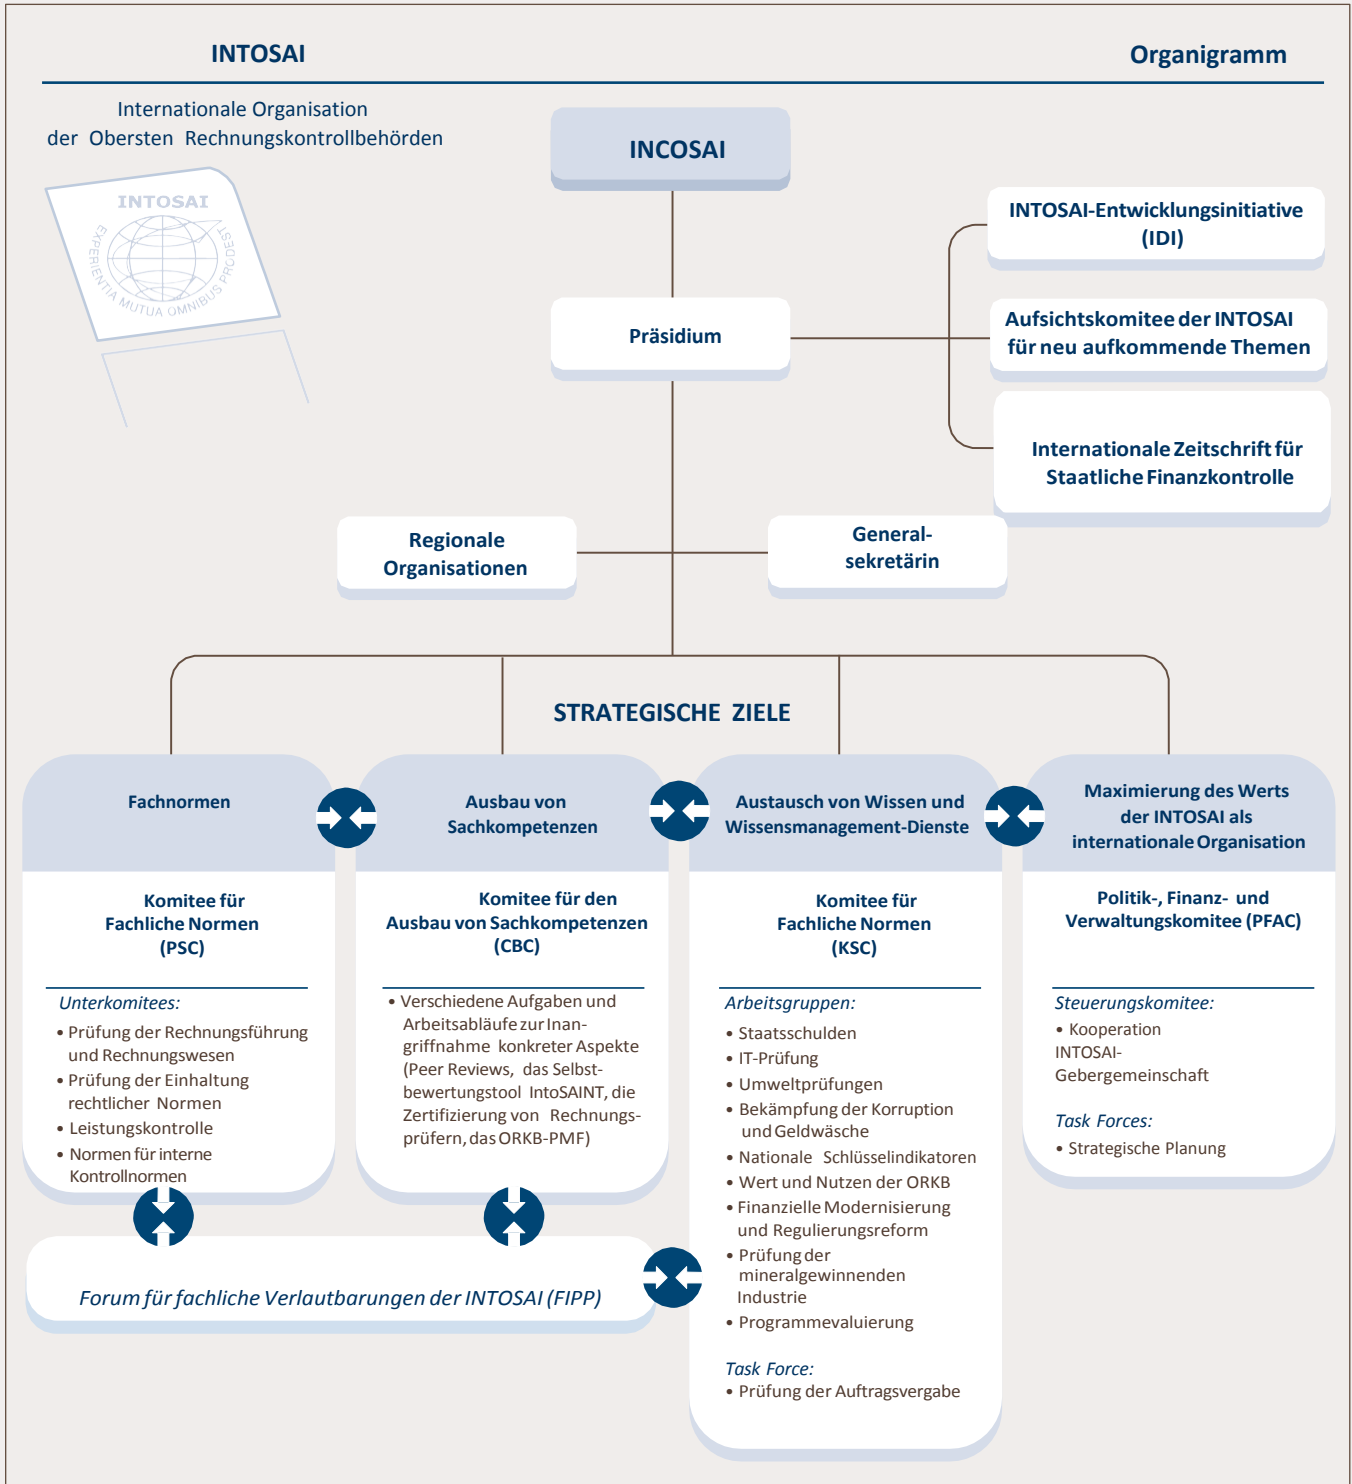 INTOSAI
Organigramm
Internationale Organisation
der Obersten Rechnungskontrollbehörden
INTOSAI
EXPERIENTIA MUTUA OMNIBUS PRODEST
INCOSAI
INTOSAI-Entwicklungsinitiative
(IDI)
Präsidium
Aufsichtskomitee der INTOSAI
für neu aufkommende Themen
Internationale Zeitschrift für
Staatliche Finanzkontrolle
Regionale
Organisationen
General-
sekretärin
STRATEGISCHE ZIELE
Fachnormen
Komitee für
Fachliche Normen
(PSC)
Unterkomitees:
• Prüfung der Rechnungsführung
und Rechnungswesen
• Prüfung der Einhaltung
rechtlicher Normen
• Leistungskontrolle
• Normen für interne
Kontrollnormen
Ausbau von
Sachkompetenzen
Komitee für den
Ausbau von Sachkompetenzen
(CBC)
• Verschiedene Aufgaben und
Arbeitsabläufe zur Inan-
griffnahme konkreter Aspekte
(Peer Reviews, das Selbst-
bewertungstool IntoSAINT, die
Zertifizierung von Rechnungs-
prüfern, das ORKB-PMF)
Austausch von Wissen und
Wissensmanagement-Dienste
Komitee für
Fachliche Normen
(KSC)
Arbeitsgruppen:
• Staatsschulden
• IT-Prüfung
• Umweltprüfungen
• Bekämpfung der Korruption
und Geldwäsche
• Nationale Schlüsselindikatoren
• Wert und Nutzen der ORKB
• Finanzielle Modernisierung
und Regulierungsreform
• Prüfung der
mineralgewinnenden
Industrie
• Programmevaluierung
Task Force:
• Prüfung der Auftragsvergabe
Maximierung des Werts
der INTOSAI als
internationale Organisation
Politik-, Finanz- und
Verwaltungskomitee (PFAC)
Steuerungskomitee:
• Kooperation
INTOSAI-
Gebergemeinschaft
Task Forces:
• Strategische Planung
Forum für fachliche Verlautbarungen der INTOSAI (FIPP)